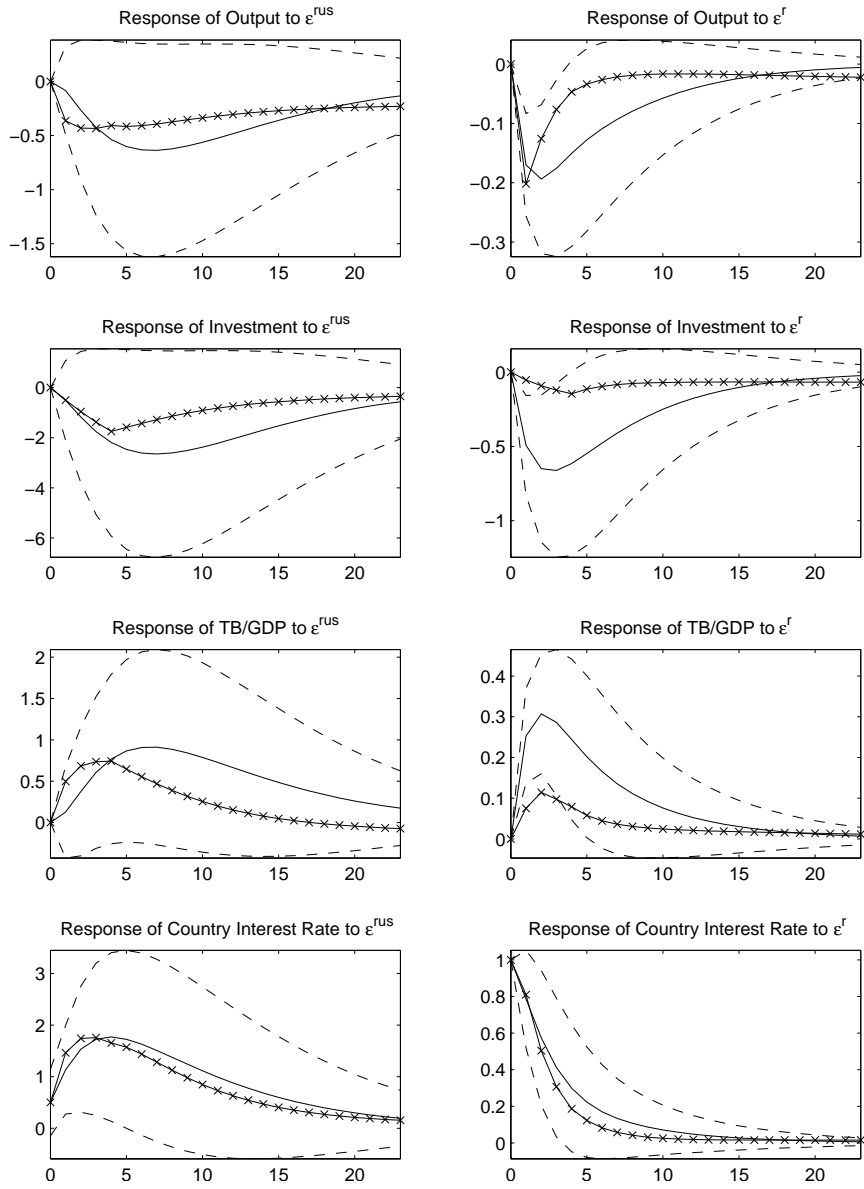 Response of Output to ε^rus
0
−0.5
−1
−1.5
0 5 10 15 20
Response of Output to ε^r
0
−0.1
−0.2
−0.3
0 5 10 15 20
Response of Investment to ε^rus
0
−2
−4
−6
0 5 10 15 20
Response of Investment to ε^r
0
−0.5
−1
0 5 10 15 20
Response of TB/GDP to ε^rus
2
1.5
1
0.5
0
0 5 10 15 20
Response of TB/GDP to ε^r
0.4
0.3
0.2
0.1
0
0 5 10 15 20
Response of Country Interest Rate to ε^rus
3
2
1
0
0 5 10 15 20
Response of Country Interest Rate to ε^r
1
0.8
0.6
0.4
0.2
0
0 5 10 15 20